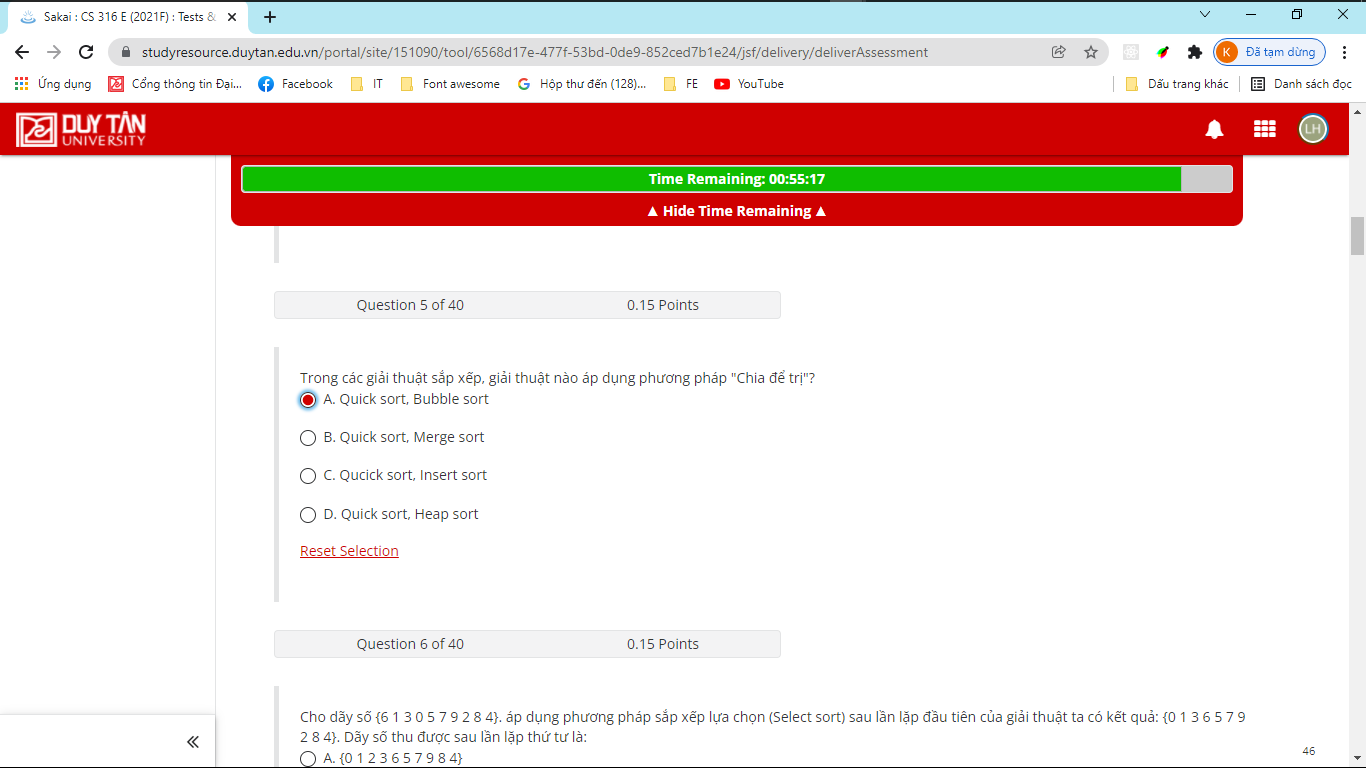 Sakai : CS 316 E (2021F) : Tests &
studyresource.duytan.edu.vn/portal/site/151090/tool/6568d17e-477f-53bd-0de9-852ced7b1e24/jsf/delivery/deliverAssessment
K Đã tạm dừng
Ứng dụng Cổng thông tin Đại... Facebook IT Font awesome Hộp thư đến (128)... FE YouTube Dấu trang khác Danh sách đọc
DUY TÂN
UNIVERSITY
LH
Time Remaining: 00:55:17
▲ Hide Time Remaining ▲
Question 5 of 40 0.15 Points
Trong các giải thuật sắp xếp, giải thuật nào áp dụng phương pháp "Chia để trị"?
A. Quick sort, Bubble sort
B. Quick sort, Merge sort
C. Qucick sort, Insert sort
D. Quick sort, Heap sort
Reset Selection
Question 6 of 40 0.15 Points
Cho dãy số {6 1 3 0 5 7 9 2 8 4}. áp dụng phương pháp sắp xếp lựa chọn (Select sort) sau lần lặp đầu tiên của giải thuật ta có kết quả: {0 1 3 6 5 7 9
2 8 4}. Dãy số thu được sau lần lặp thứ tư là:
A. {0 1 2 3 6 5 7 9 8 4}
46